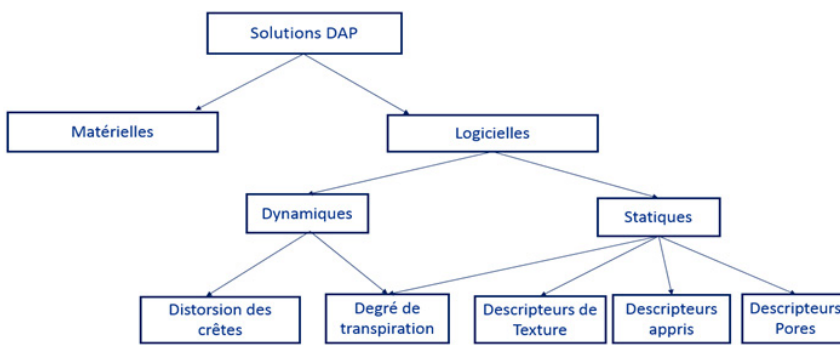 Solutions DAP
Matérielles
Logicielles
Dynamiques
Statiques
Distorsion des
crêtes
Degré de
transpiration
Descripteurs de
Texture
Descripteurs
appris
Descripteurs
Pores